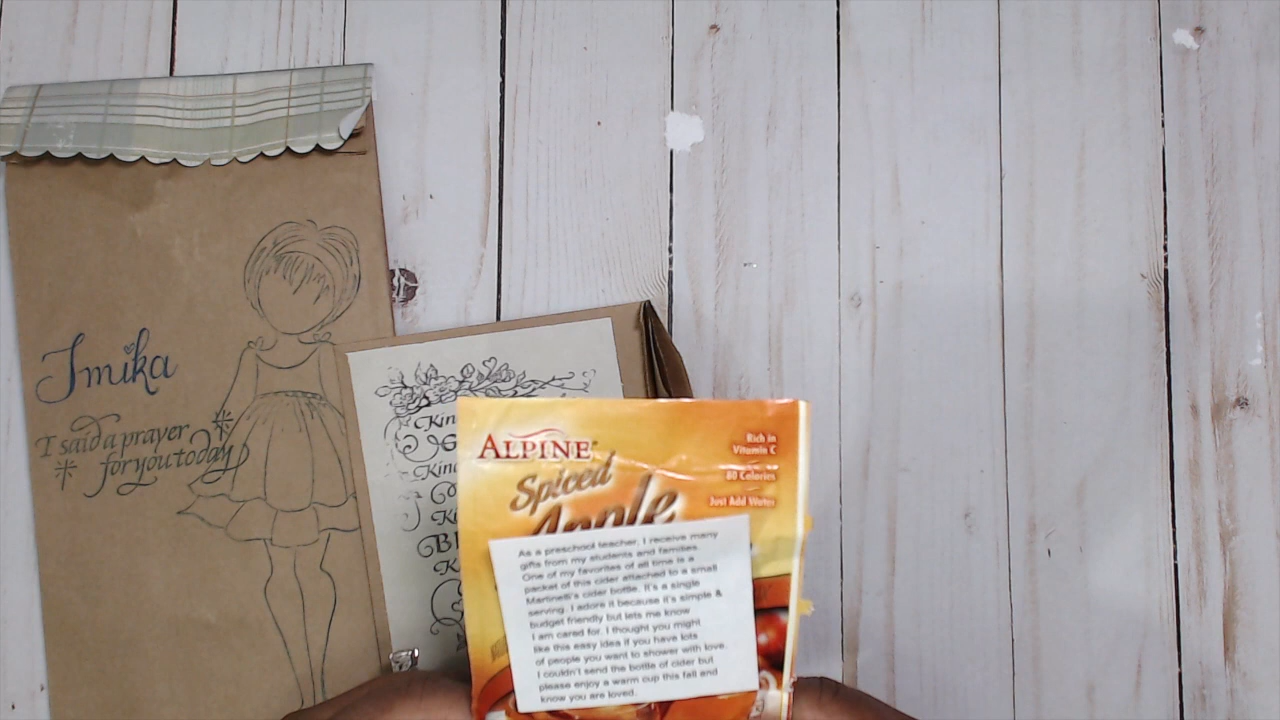 Imika
I said a prayer
for you today
Kin
Kin
K
ALPINE
Spiced
Apple
Rich in
Vitamin C
80 Calories
Just Add Water
As a preschool teacher, I receive many
gifts from my students and families.
One of my favorites of all time is a
packet of this cider attached to a small
Martinelli's cider bottle. It's a single
serving. I adore it because it's simple &
budget friendly but lets me know
I am cared for. I thought you might
like this easy idea if you have lots
of people you want to shower with love.
I couldn't send the bottle of cider but
please enjoy a warm cup this fall and
know you are loved.